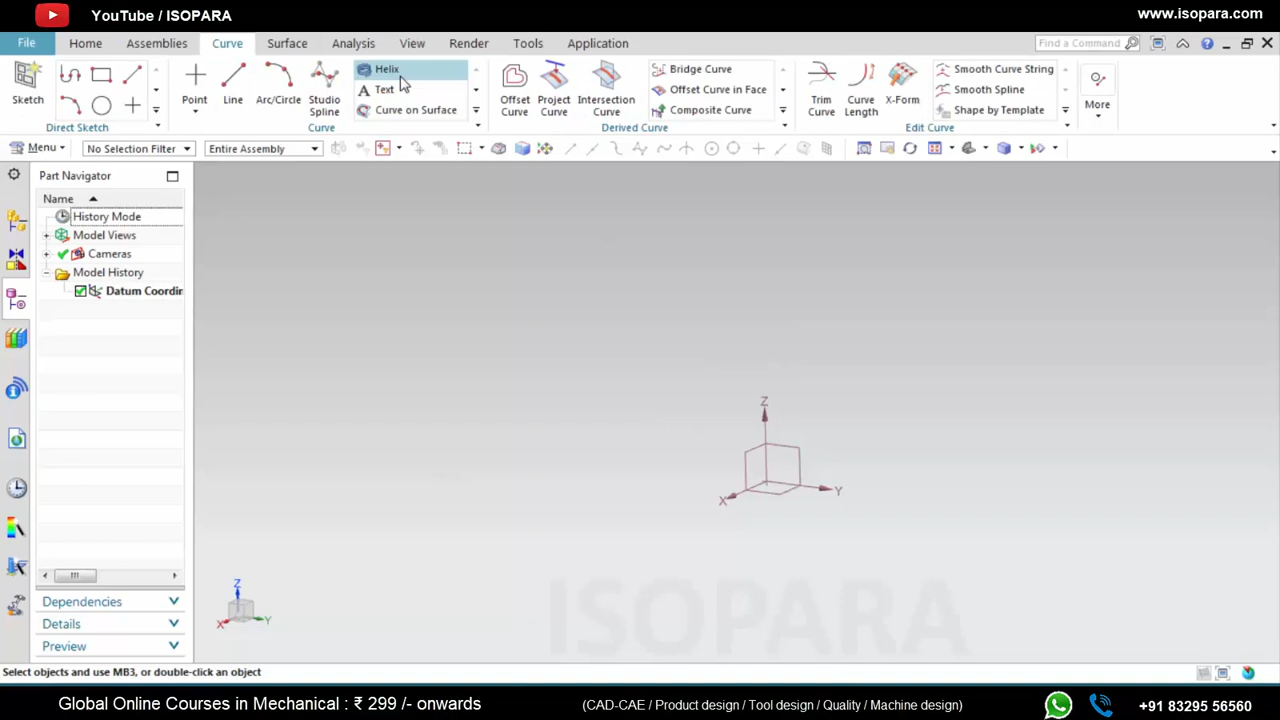 YouTube / ISOPARA
www.isopara.com
File Home Assemblies Curve Surface Analysis View Render Tools Application Find a Command
Sketch Point Line Arc/Circle Studio Spline Helix Text Curve on Surface Offset Curve Project Curve Intersection Curve Bridge Curve Offset Curve in Face Composite Curve Trim Curve Curve Length X-Form Smooth Curve String Smooth Spline Shape by Template More
Direct Sketch Curve Derived Curve Edit Curve
Menu No Selection Filter Entire Assembly
Part Navigator
Name
History Mode
Model Views
Cameras
Model History
Datum Coordin
Z
X Y
Z
X Y
Dependencies
Details
Preview
ISOPARA
Select objects and use MB3, or double-click an object
Global Online Courses in Mechanical : ₹ 299 /- onwards
(CAD-CAE / Product design / Tool design / Quality / Machine design)
+91 83295 56560